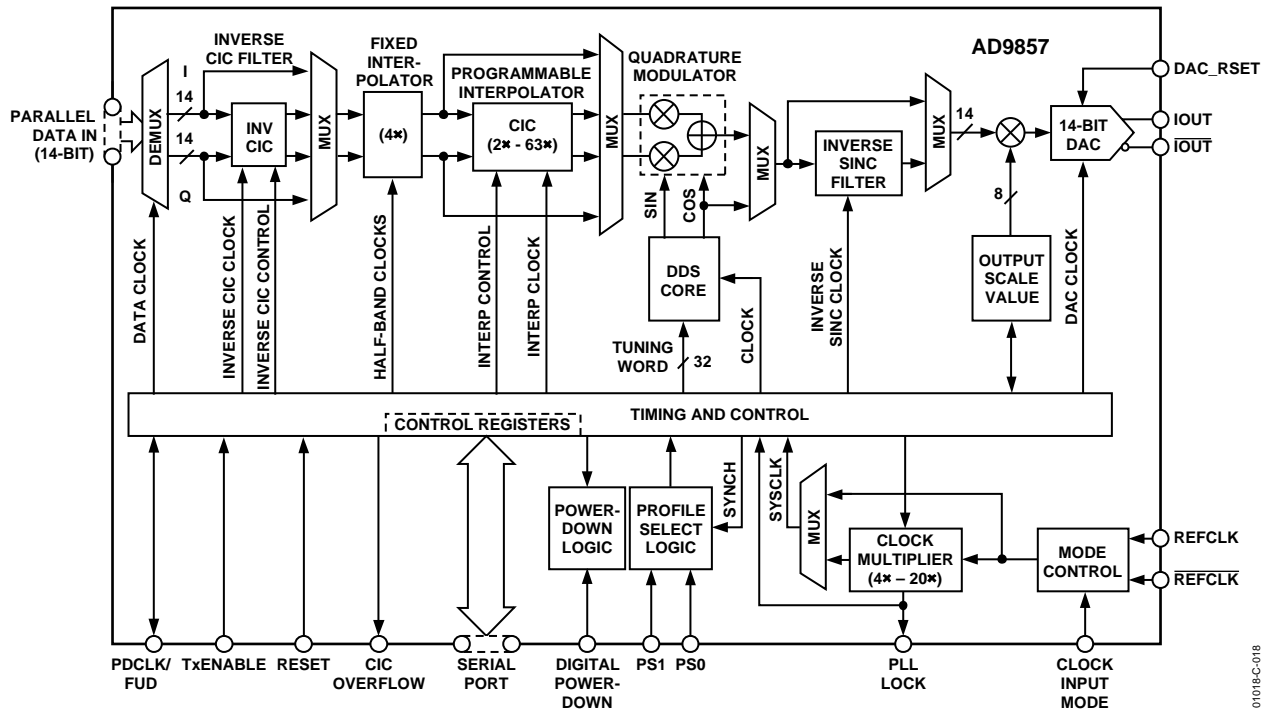 AD9857
INVERSE
CIC FILTER
FIXED
INTER-
POLATOR
PROGRAMMABLE
INTERPOLATOR
QUADRATURE
MODULATOR
PARALLEL
DATA IN
(14-BIT)
DEMUX
I
14
14
Q
INV
CIC
MUX
(4×)
CIC
(2× - 63×)
MUX
SIN
COS
MUX
INVERSE
SINC
FILTER
MUX
14
8
14-BIT
DAC
DAC_RSET
IOUT
IOUT
DATA CLOCK
INVERSE CIC CLOCK
INVERSE CIC CONTROL
HALF-BAND CLOCKS
INTERP CONTROL
INTERP CLOCK
DDS
CORE
TUNING
WORD
32
CLOCK
INVERSE
SINC CLOCK
OUTPUT
SCALE
VALUE
DAC CLOCK
TIMING AND CONTROL
CONTROL REGISTERS
POWER-
DOWN
LOGIC
PROFILE
SELECT
LOGIC
SYNCH
SYSCLK
MUX
CLOCK
MULTIPLIER
(4× – 20×)
MODE
CONTROL
REFCLK
REFCLK
PDCLK/
FUD
TxENABLE
RESET
CIC
OVERFLOW
SERIAL
PORT
DIGITAL
POWER-
DOWN
PS1
PS0
PLL
LOCK
CLOCK
INPUT
MODE
01018-C-018